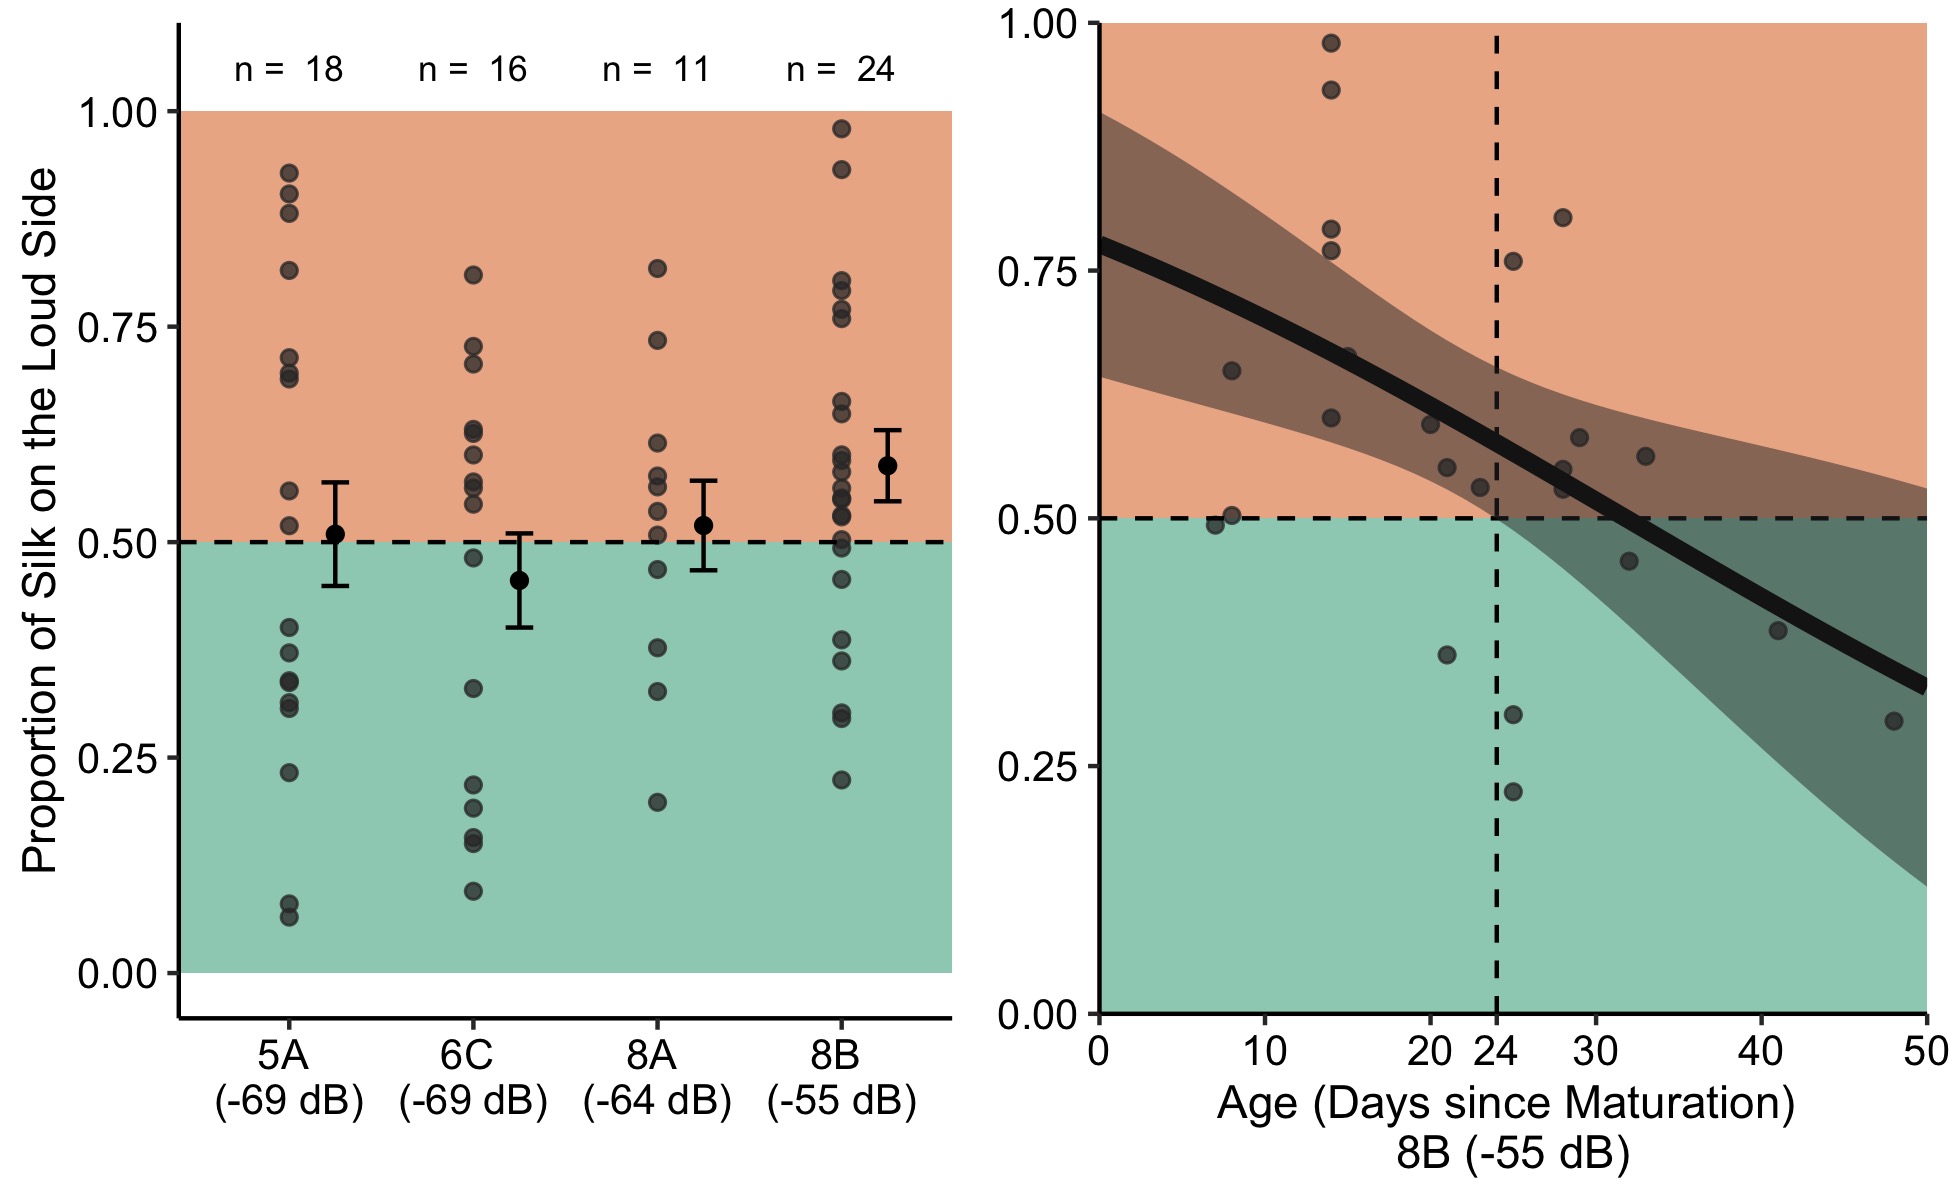 n = 18
n = 16
n = 11
n = 24
Proportion of Silk on the Loud Side
1.00
0.75
0.50
0.25
0.00
5A
(-69 dB)
6C
(-69 dB)
8A
(-64 dB)
8B
(-55 dB)
1.00
0.75
0.50
0.25
0.00
0 10 20 24 30 40 50
Age (Days since Maturation)
8B (-55 dB)